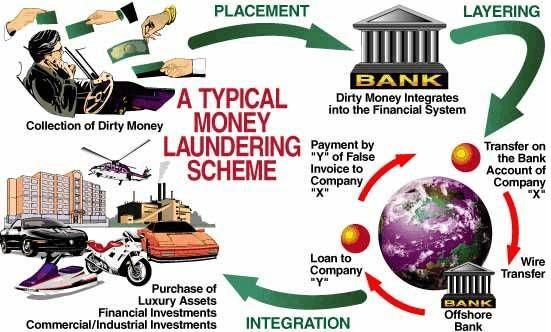 PLACEMENT
LAYERING
BANK
Dirty Money Integrates
into the Financial System
Collection of Dirty Money
A TYPICAL
MONEY
LAUNDERING
SCHEME
Payment by
"Y" of False
Invoice to
Company
"X"
Transfer on
the Bank
Account of
Company
"X"
Loan to
Company
"Y"
Wire
Transfer
BANK
Offshore
Bank
Purchase of
Luxury Assets
Financial Investments
Commercial/Industrial Investments
INTEGRATION